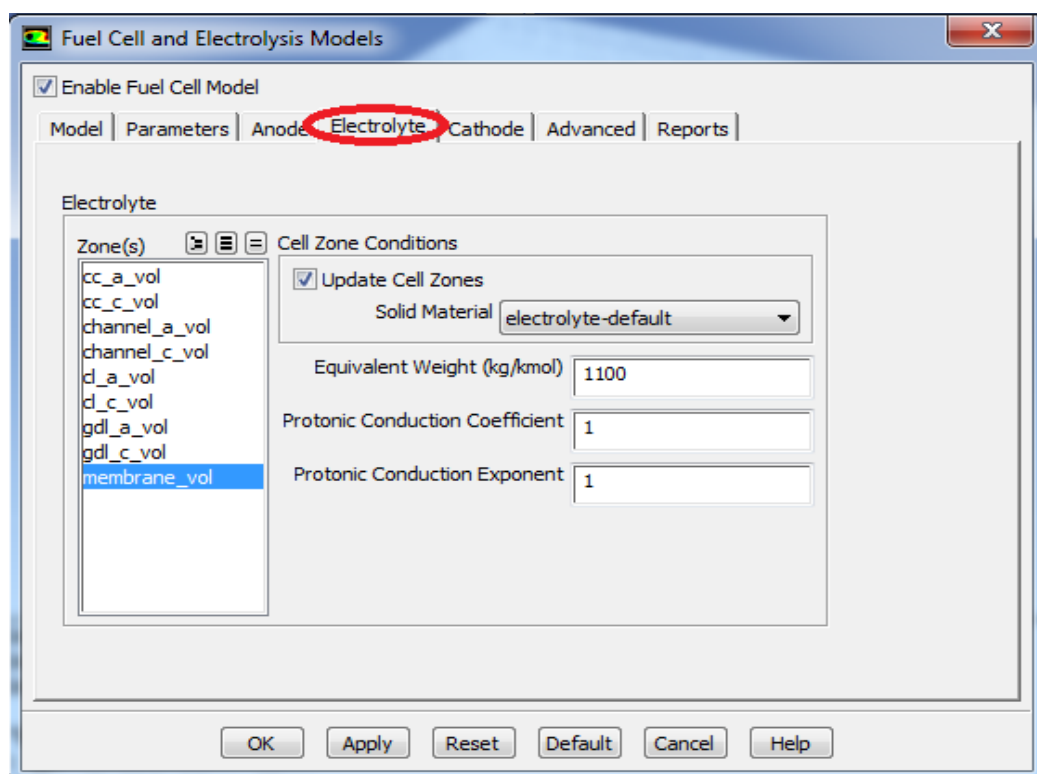 Fuel Cell and Electrolysis Models
Enable Fuel Cell Model
Model Parameters Anode Electrolyte Cathode Advanced Reports
Electrolyte
Zone(s) Cell Zone Conditions
cc_a_vol
cc_c_vol
channel_a_vol
channel_c_vol
cl_a_vol
cl_c_vol
gdl_a_vol
gdl_c_vol
membrane_vol
Update Cell Zones
Solid Material electrolyte-default
Equivalent Weight (kg/kmol) 1100
Protonic Conduction Coefficient 1
Protonic Conduction Exponent 1
OK Apply Reset Default Cancel Help